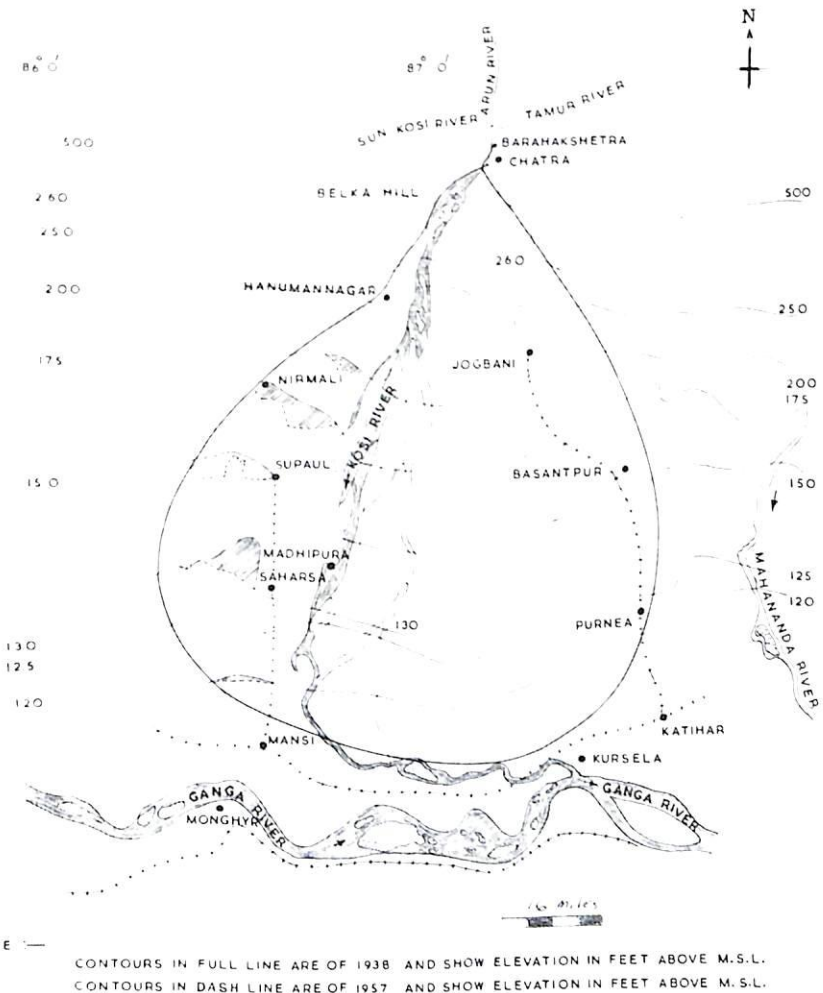 N
86° 0'
87° 0'
ARUN RIVER
SUN KOSI RIVER
TAMUR RIVER
BARAHAKSHETRA
CHATRA
500
BELKA HILL
500
260
250
260
HANUMANNAGAR
200
250
JOGBANI
175
NIRMALI
200
175
KOSI RIVER
SUPAUL
BASANTPUR
150
150
MADHIPURA
SAHARSA
125
120
MAHANANDA RIVER
130
PURNEA
130
125
120
MANSI
KATIHAR
KURSELA
GANGA RIVER
GANGA RIVER
MONGHYR
16 miles
E :—
CONTOURS IN FULL LINE ARE OF 1938 AND SHOW ELEVATION IN FEET ABOVE M.S.L.
CONTOURS IN DASH LINE ARE OF 1957 AND SHOW ELEVATION IN FEET ABOVE M.S.L.